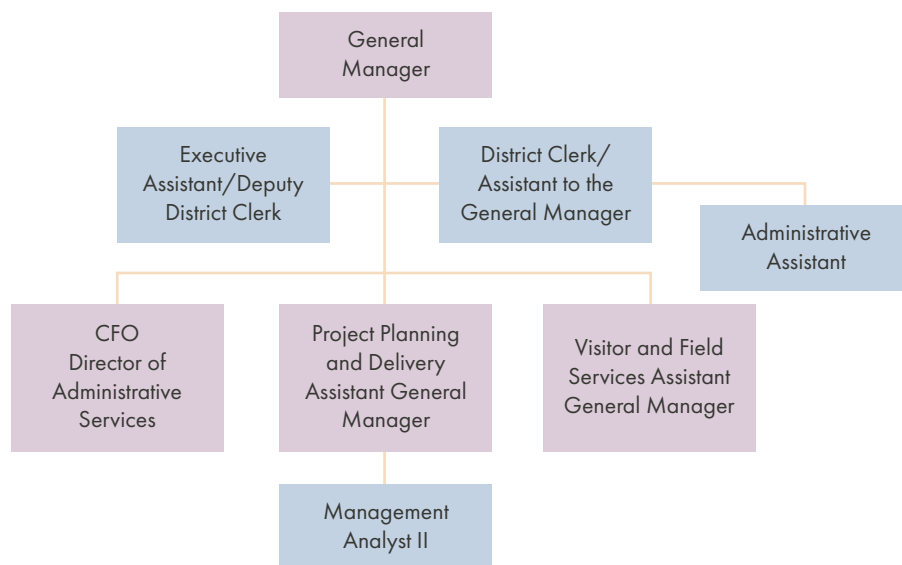 General
Manager
Executive
Assistant/Deputy
District Clerk
District Clerk/
Assistant to the
General Manager
Administrative
Assistant
CFO
Director of
Administrative
Services
Project Planning
and Delivery
Assistant General
Manager
Visitor and Field
Services Assistant
General Manager
Management
Analyst II